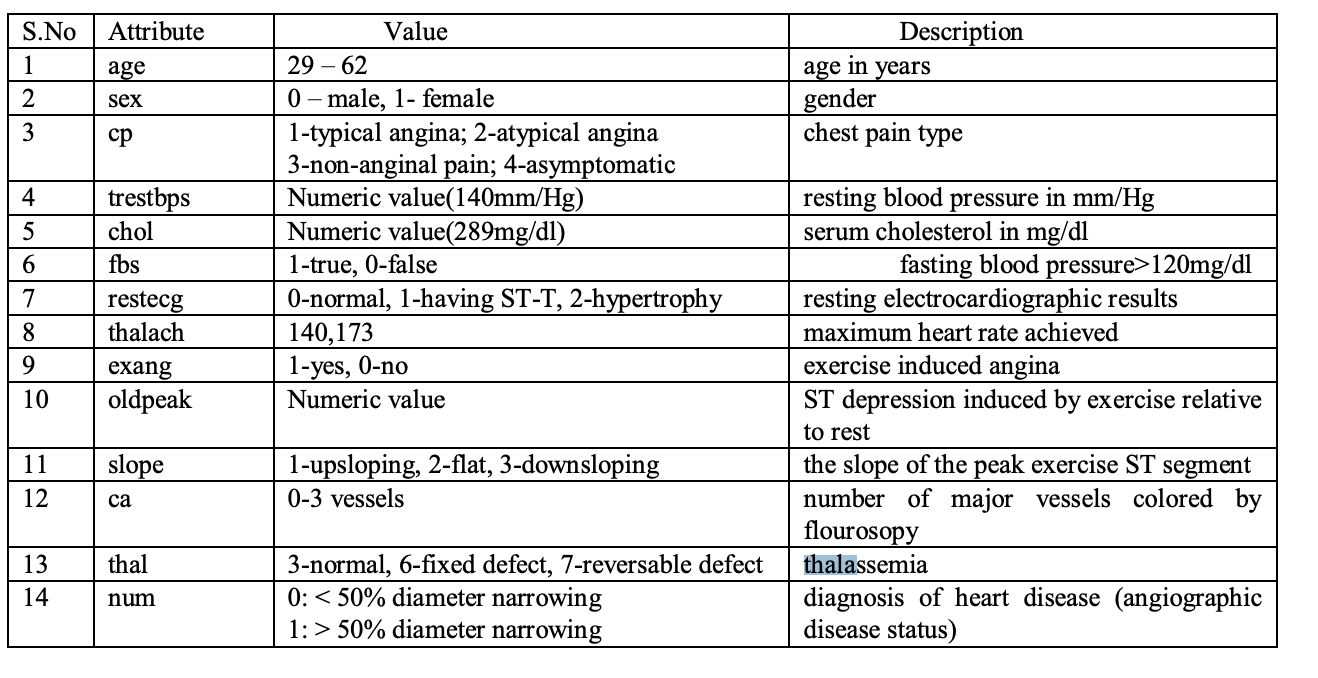 S.No Attribute Value Description
1 age 29 – 62 age in years
2 sex 0 – male, 1- female gender
3 cp 1-typical angina; 2-atypical angina chest pain type
3-non-anginal pain; 4-asymptomatic
4 trestbps Numeric value(140mm/Hg) resting blood pressure in mm/Hg
5 chol Numeric value(289mg/dl) serum cholesterol in mg/dl
6 fbs 1-true, 0-false fasting blood pressure>120mg/dl
7 restecg 0-normal, 1-having ST-T, 2-hypertrophy resting electrocardiographic results
8 thalach 140,173 maximum heart rate achieved
9 exang 1-yes, 0-no exercise induced angina
10 oldpeak Numeric value ST depression induced by exercise relative
to rest
11 slope 1-upsloping, 2-flat, 3-downsloping the slope of the peak exercise ST segment
12 ca 0-3 vessels number of major vessels colored by
flourosopy
13 thal 3-normal, 6-fixed defect, 7-reversable defect thalassemia
14 num 0: < 50% diameter narrowing diagnosis of heart disease (angiographic
1: > 50% diameter narrowing disease status)